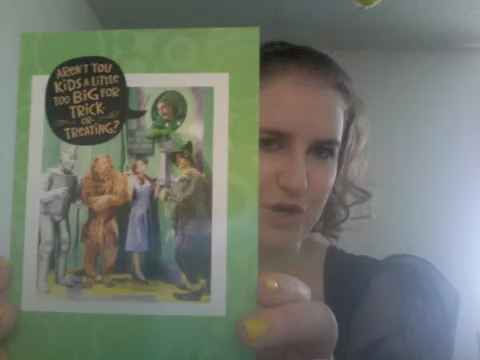 AREN'T YOU
KIDS A LITTLE
TOO BIG FOR
TRICK-
OR-
TREATING?